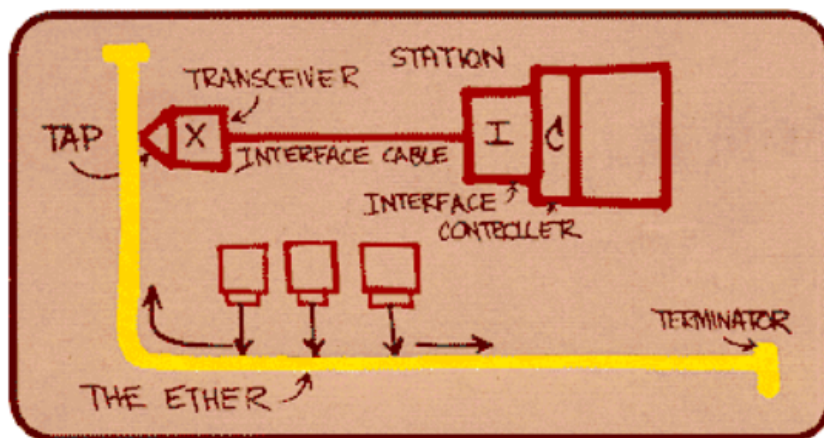 STATION
TRANSCEIVER
TAP
X
I
C
INTERFACE CABLE
INTERFACE
CONTROLLER
TERMINATOR
THE ETHER